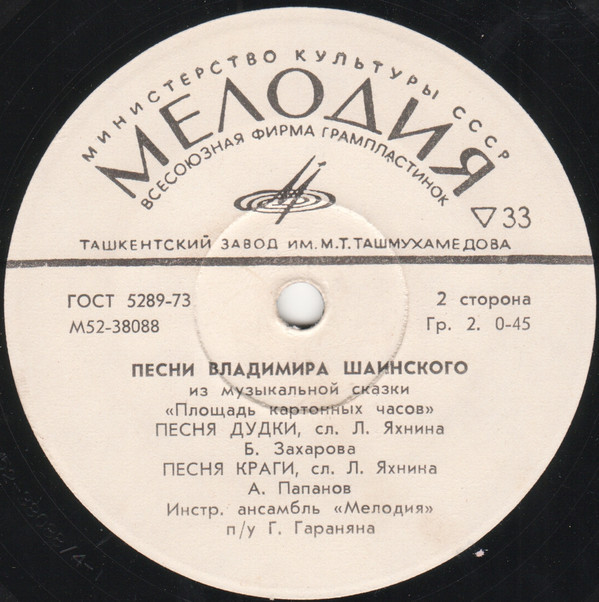 МИНИСТЕРСТВО КУЛЬТУРЫ СССР
МЕЛОДИЯ
ВСЕСОЮЗНАЯ ФИРМА ГРАМПЛАСТИНОК
▽33
ТАШКЕНТСКИЙ ЗАВОД ИМ. М.Т. ТАШМУХАМЕДОВА
ГОСТ 5289-73
2 сторона
М52-38088
Гр. 2. 0-45
ПЕСНИ ВЛАДИМИРА ШАИНСКОГО
из музыкальной сказки
«Площадь картонных часов»
ПЕСНЯ ДУДКИ, сл. Л. Яхнина
Б. Захарова
ПЕСНЯ КРАГИ, сл. Л. Яхнина
А. Папанов
Инстр. ансамбль «Мелодия»
п/у Г. Гараняна